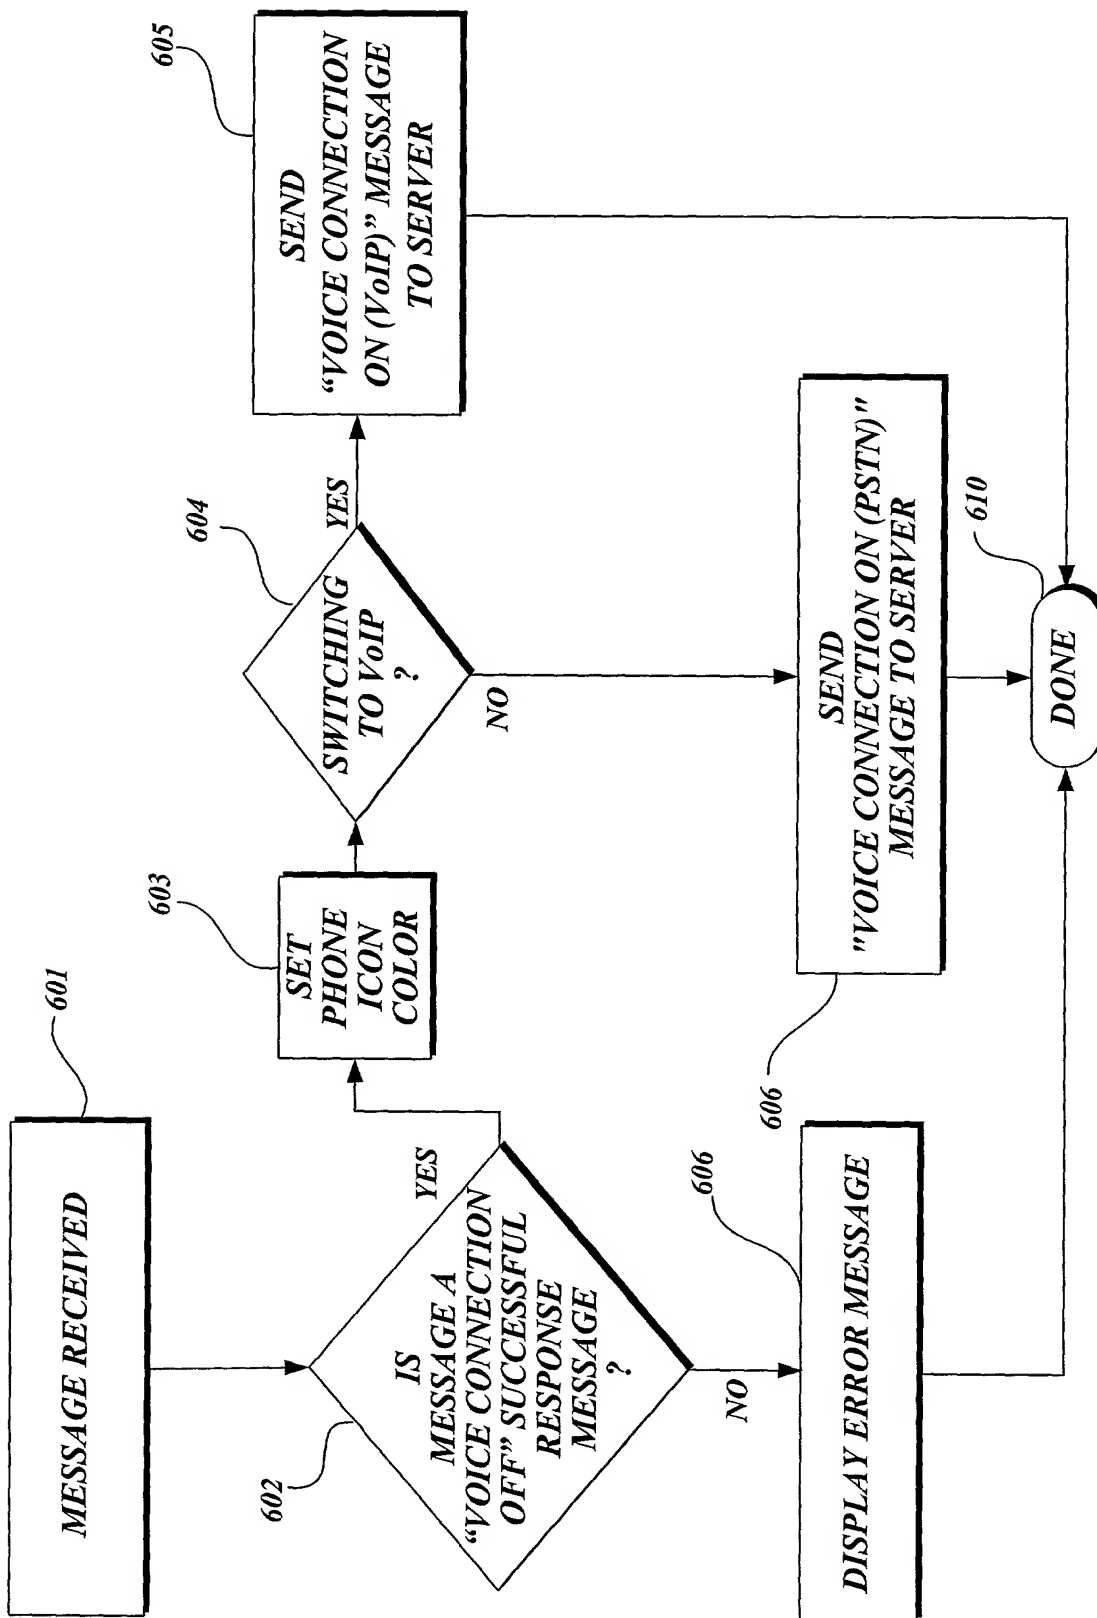 601
MESSAGE RECEIVED
602
IS
MESSAGE A
“VOICE CONNECTION
OFF” SUCCESSFUL
RESPONSE
MESSAGE
?
YES
NO
603
SET
PHONE
ICON
COLOR
604
SWITCHING
TO VoIP
?
YES
NO
605
SEND
“VOICE CONNECTION
ON (VoIP)” MESSAGE
TO SERVER
606
DISPLAY ERROR MESSAGE
606
SEND
"VOICE CONNECTION ON (PSTN)"
MESSAGE TO SERVER
610
DONE